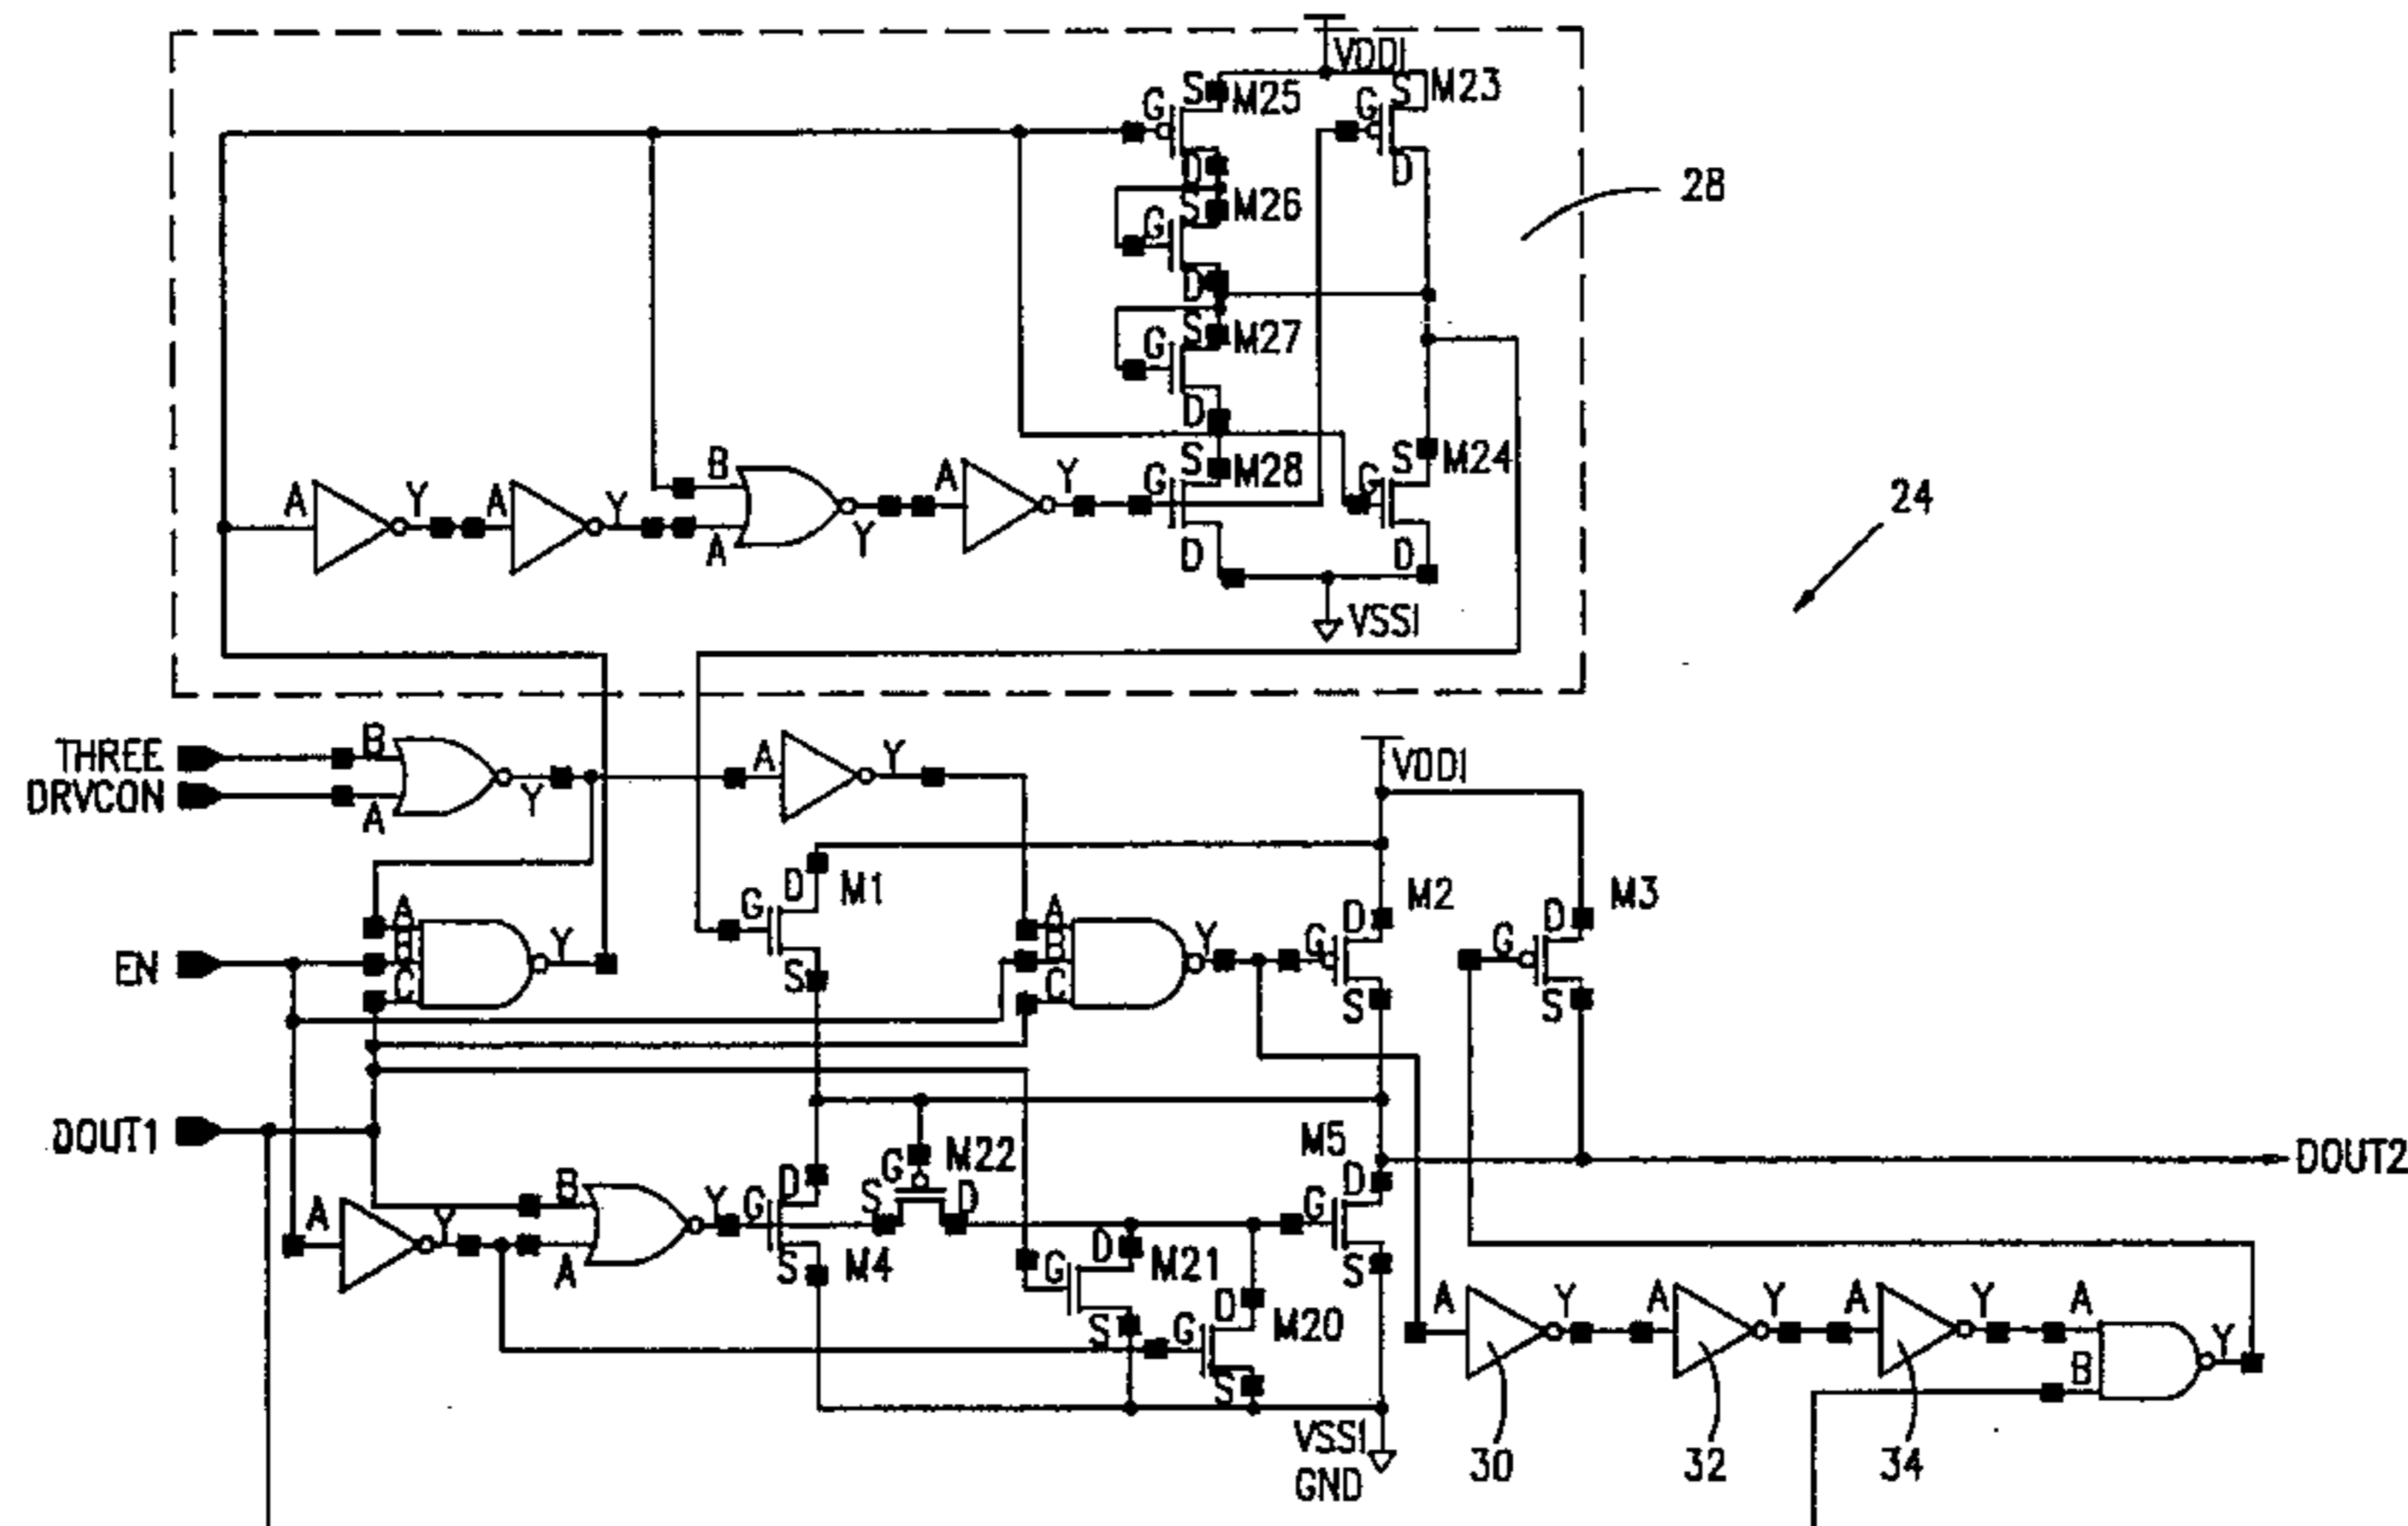 VDDI
S M25
G
S M23
G
D
D
28
S M26
G
D
S M27
G
D
24
B
S M28
G
S M24
G
A Y
A Y
A
Y
A Y
D
D
VSSI
THREE
B
DRVCON
A
Y
A Y
VDDI
D M1
G
S
M2
D
G
S
M3
D
G
S
A
B
C
Y
EN
A
B
C
Y
DOUT1
M22
G
S D
M5
D
G
S
DOUT2
B
A Y
A
Y
G
D
S M4
D M21
G
S
D M20
G
S
A Y
A Y
A Y
A
B
Y
VSSI
GND
30
32
34